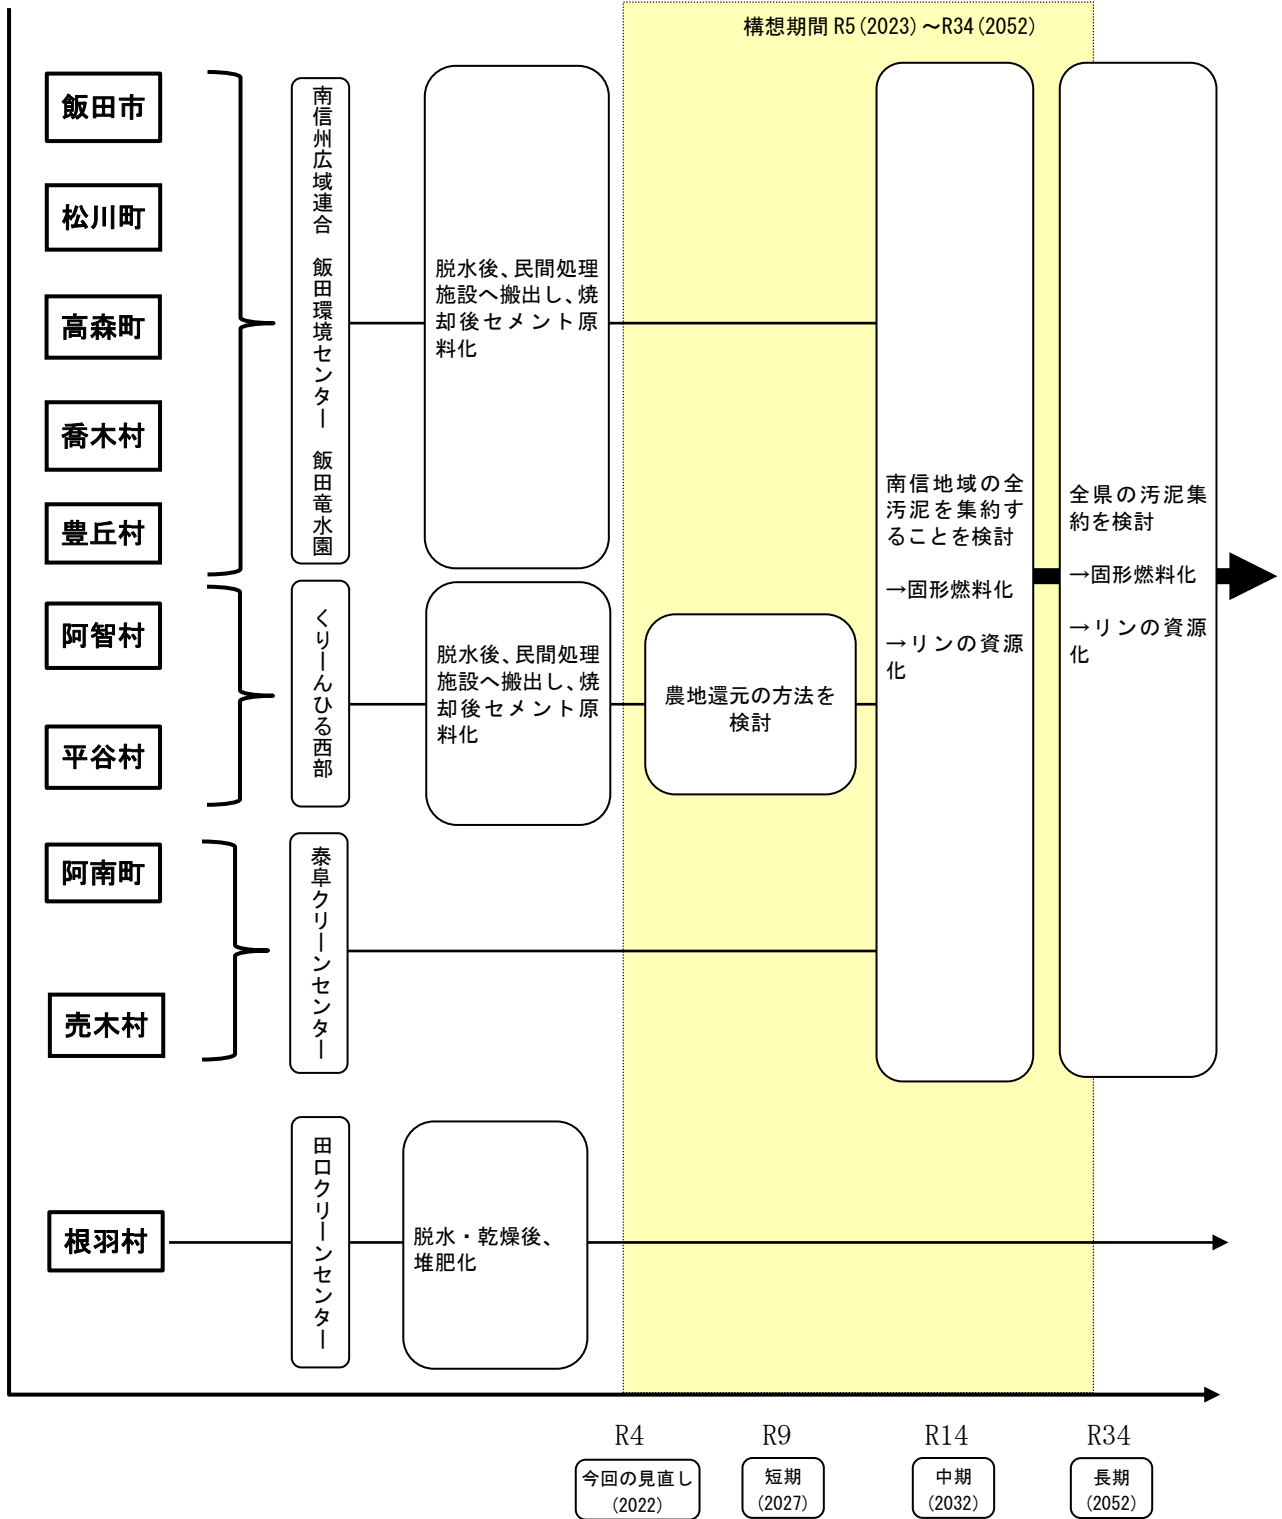 構想期間 R5(2023)～R34(2052)
飯田市
松川町
高森町
喬木村
豊丘村
阿智村
平谷村
阿南町
売木村
根羽村
南信州広域連合　飯田環境センター　飯田竜水園
くりーんひる西部
泰阜クリーンセンター
田口クリーンセンター
脱水後、民間処理
施設へ搬出し、焼
却後セメント原
料化
脱水後、民間処理
施設へ搬出し、焼
却後セメント原
料化
農地還元の方法を
検討
脱水・乾燥後、
堆肥化
南信地域の全
汚泥を集約す
ることを検討
→固形燃料化
→リンの資源
化
全県の汚泥集
約を検討
→固形燃料化
→リンの資源
化
R4
今回の見直し
(2022)
R9
短期
(2027)
R14
中期
(2032)
R34
長期
(2052)